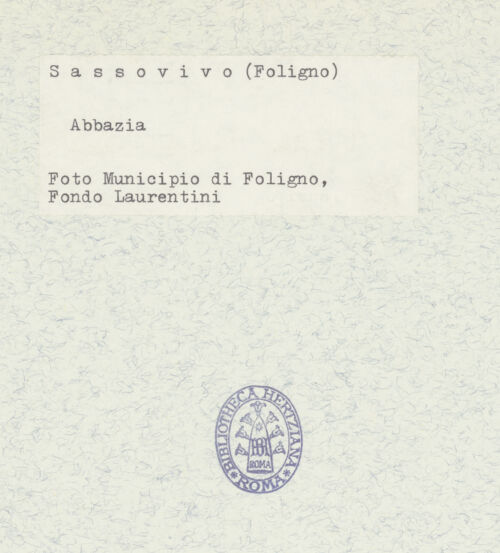 S a s s o v i v o (Foligno)
Abbazia
Foto Municipio di Foligno,
Fondo Laurentini
BIBLIOTHECA HERTZIANA
ROMA
ROMA